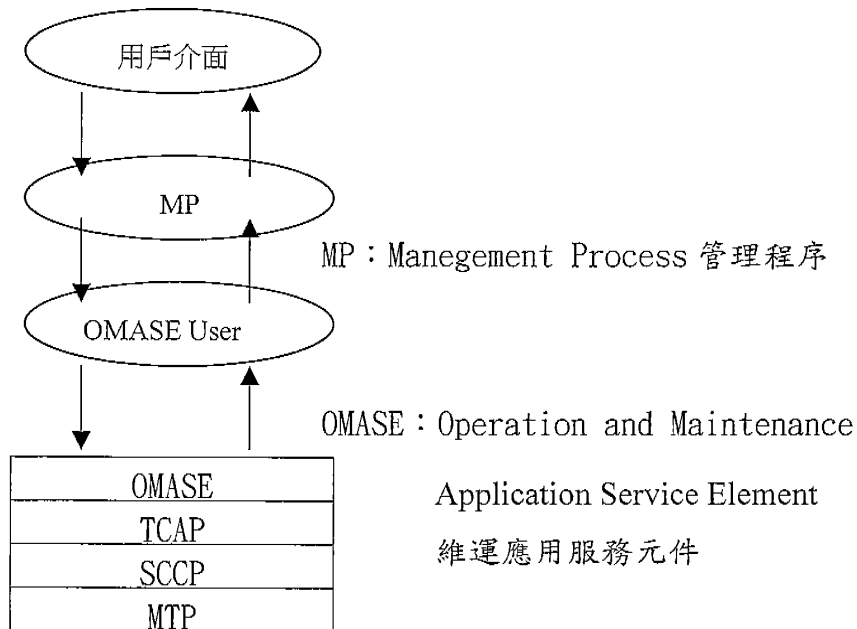 用戶介面
MP
MP：Manegement Process 管理程序
OMASE User
OMASE：Operation and Maintenance
Application Service Element
維運應用服務元件
OMASE
TCAP
SCCP
MTP